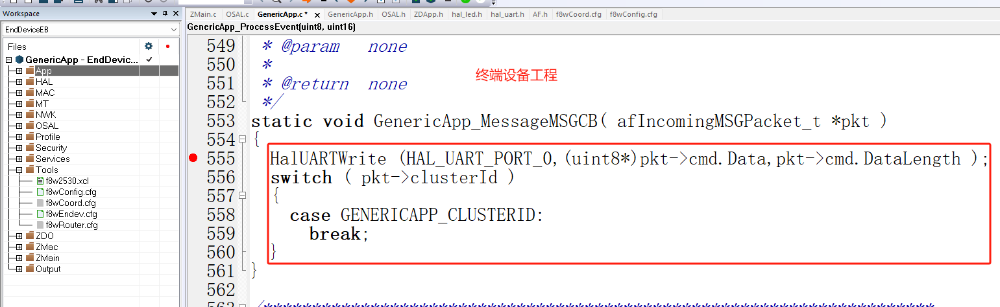 Workspace
EndDeviceEB
Files
GenericApp - EndDevic...
App
HAL
MAC
MT
NWK
OSAL
Profile
Security
Services
Tools
f8w2530.xcl
f8wConfig.cfg
f8wCoord.cfg
f8wEndev.cfg
f8wRouter.cfg
ZDO
ZMac
ZMain
Output
ZMain.c OSAL.c GenericApp.c * GenericApp.h OSAL.h ZDApp.h hal_led.h hal_uart.h AF.h f8wCoord.cfg f8wConfig.cfg
GenericApp_ProcessEvent(uint8, uint16)
549 * @param none
550 *
终端设备工程
551 * @return none
552 */
553 static void GenericApp_MessageMSGCB( afIncomingMSGPacket_t *pkt )
554 {
555 HalUARTWrite (HAL_UART_PORT_0,(uint8*)pkt->cmd.Data,pkt->cmd.DataLength );
556 switch ( pkt->clusterId )
557 {
558 case GENERICAPP_CLUSTERID:
559 break;
560 }
561 }
562